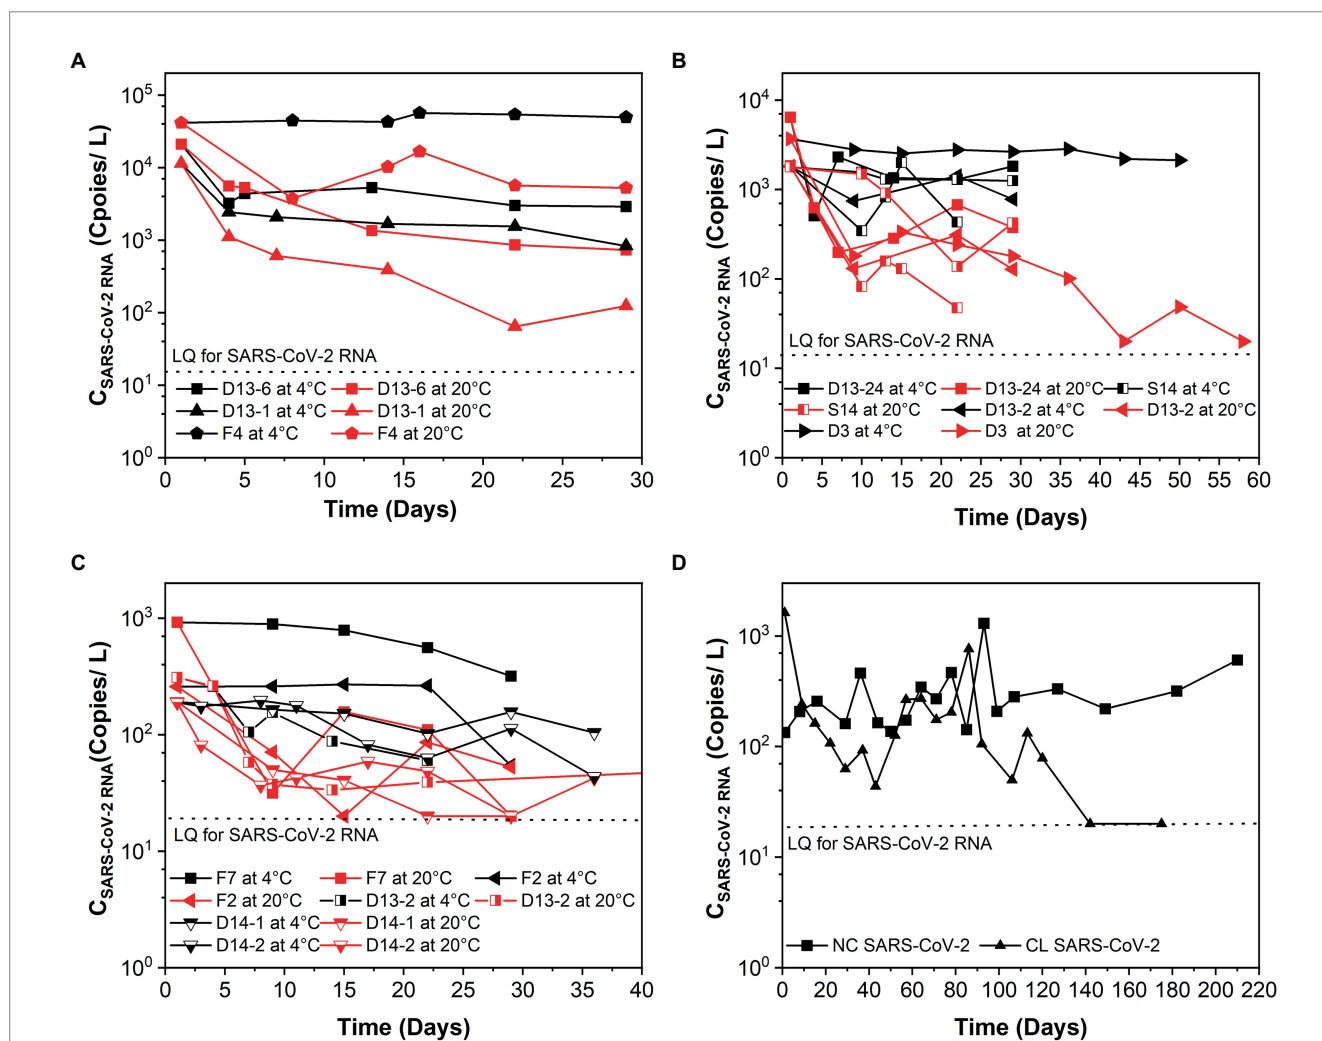 A
C_SARS-CoV-2 RNA (Cpoies/ L)
10^5
10^4
10^3
10^2
10^1
10^0
LQ for SARS-CoV-2 RNA
D13-6 at 4°C D13-6 at 20°C
D13-1 at 4°C D13-1 at 20°C
F4 at 4°C F4 at 20°C
0 5 10 15 20 25 30
Time (Days)
B
C_SARS-CoV-2 RNA (Copies/ L)
10^4
10^3
10^2
10^1
10^0
LQ for SARS-CoV-2 RNA
D13-24 at 4°C D13-24 at 20°C S14 at 4°C
S14 at 20°C D13-2 at 4°C D13-2 at 20°C
D3 at 4°C D3 at 20°C
0 5 10 15 20 25 30 35 40 45 50 55 60
Time (Days)
C
C_SARS-CoV-2 RNA (Copies/ L)
10^3
10^2
10^1
10^0
LQ for SARS-CoV-2 RNA
F7 at 4°C F7 at 20°C F2 at 4°C
F2 at 20°C D13-2 at 4°C D13-2 at 20°C
D14-1 at 4°C D14-1 at 20°C
D14-2 at 4°C D14-2 at 20°C
0 5 10 15 20 25 30 35 40
Time (Days)
D
C_SARS-CoV-2 RNA (Copies/ L)
10^3
10^2
10^1
10^0
LQ for SARS-CoV-2 RNA
NC SARS-CoV-2 CL SARS-CoV-2
0 20 40 60 80 100 120 140 160 180 200 220
Time (Days)